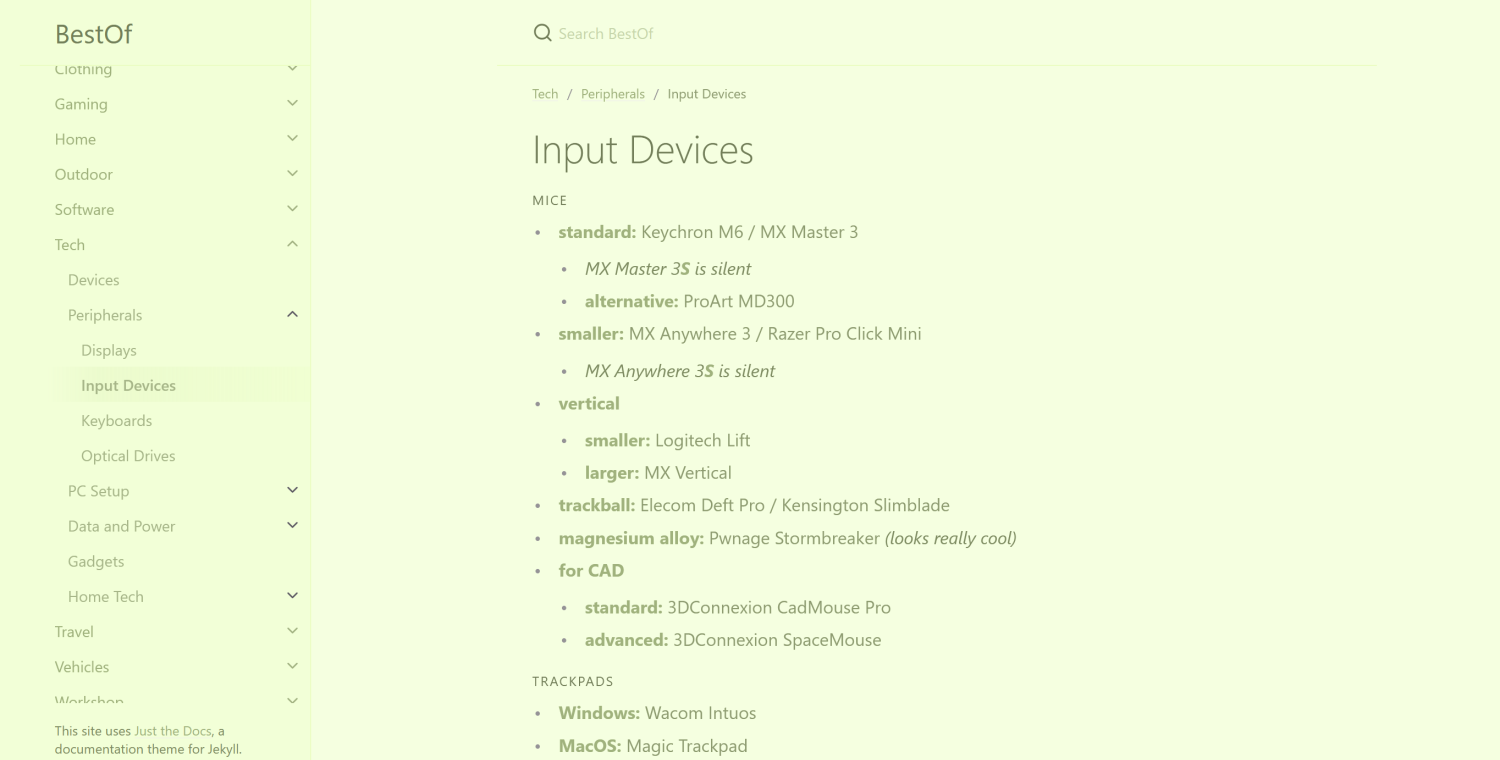 BestOf
Search BestOf
Clothing
Gaming
Home
Outdoor
Software
Tech
Devices
Peripherals
Displays
Input Devices
Keyboards
Optical Drives
PC Setup
Data and Power
Gadgets
Home Tech
Travel
Vehicles
Workshop
This site uses Just the Docs, a
documentation theme for Jekyll.
Tech / Peripherals / Input Devices
Input Devices
MICE
• standard: Keychron M6 / MX Master 3
• MX Master 3S is silent
• alternative: ProArt MD300
• smaller: MX Anywhere 3 / Razer Pro Click Mini
• MX Anywhere 3S is silent
• vertical
• smaller: Logitech Lift
• larger: MX Vertical
• trackball: Elecom Deft Pro / Kensington Slimblade
• magnesium alloy: Pwnage Stormbreaker (looks really cool)
• for CAD
• standard: 3DConnexion CadMouse Pro
• advanced: 3DConnexion SpaceMouse
TRACKPADS
• Windows: Wacom Intuos
• MacOS: Magic Trackpad